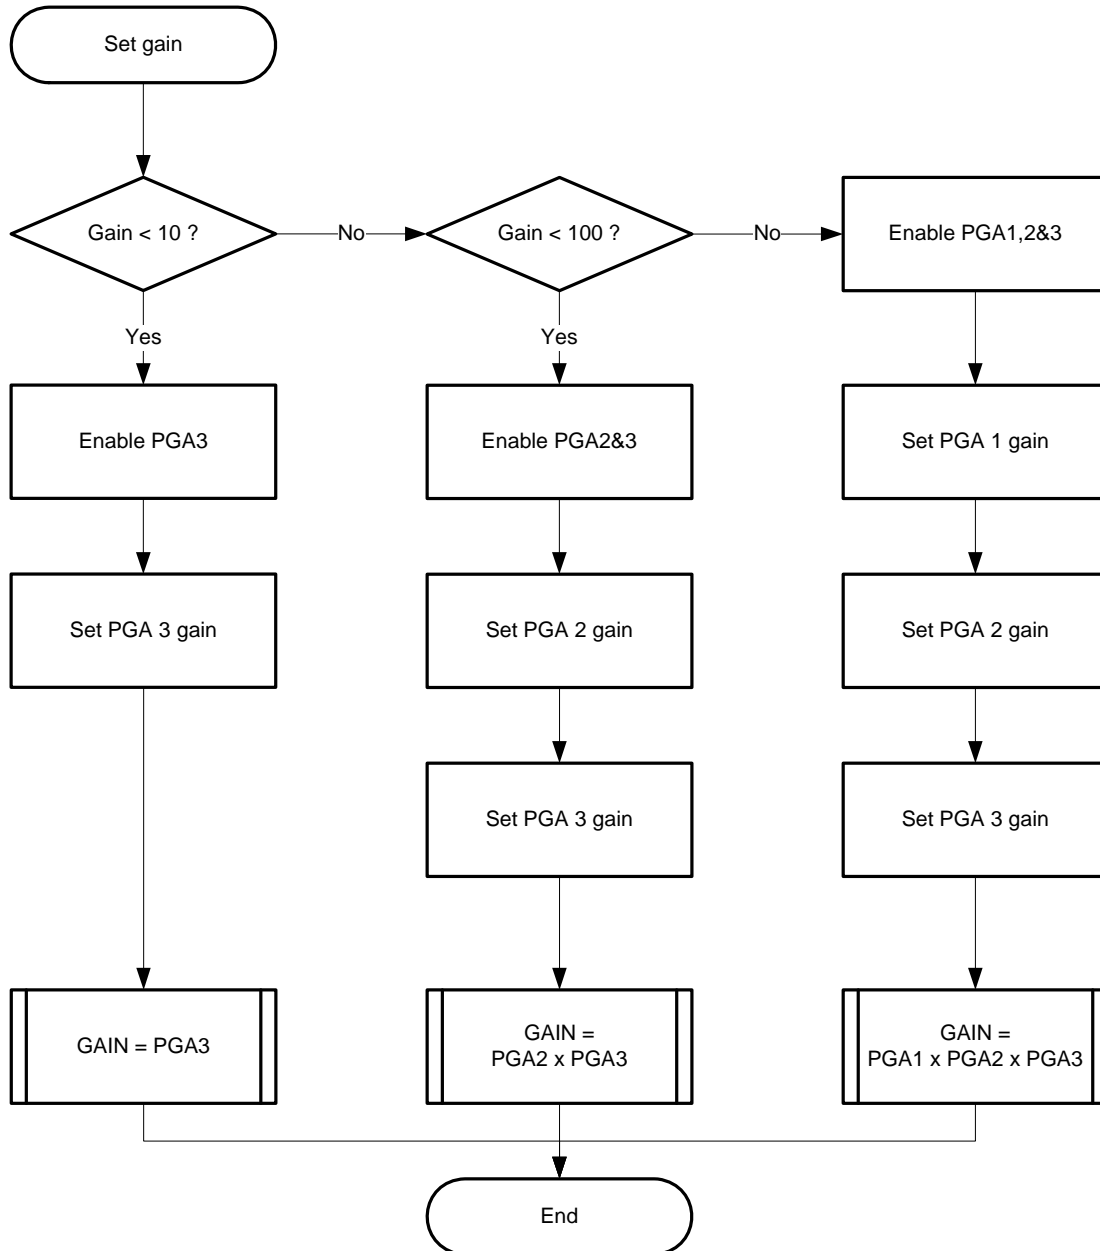 Set gain
Gain < 10 ?
No
Gain < 100 ?
No
Enable PGA1,2&3
Yes
Yes
Enable PGA3
Enable PGA2&3
Set PGA 1 gain
Set PGA 3 gain
Set PGA 2 gain
Set PGA 2 gain
Set PGA 3 gain
Set PGA 3 gain
GAIN = PGA3
GAIN =
PGA2 x PGA3
GAIN =
PGA1 x PGA2 x PGA3
End